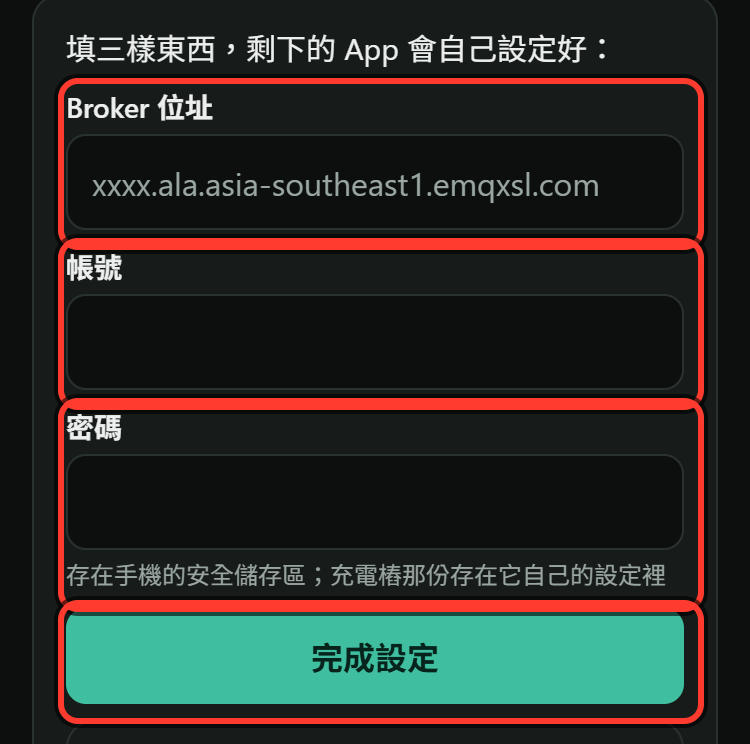 填三樣東西，剩下的 App 會自己設定好：
Broker 位址
xxxx.ala.asia-southeast1.emqxsl.com
帳號
密碼
存在手機的安全儲存區；充電樁那份存在它自己的設定裡
完成設定